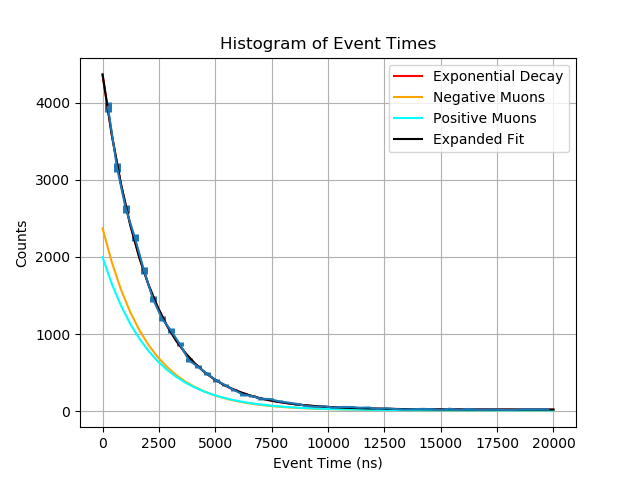 Histogram of Event Times
Exponential Decay
Negative Muons
Positive Muons
Expanded Fit
4000
3000
2000
1000
0
Counts
0 2500 5000 7500 10000 12500 15000 17500 20000
Event Time (ns)